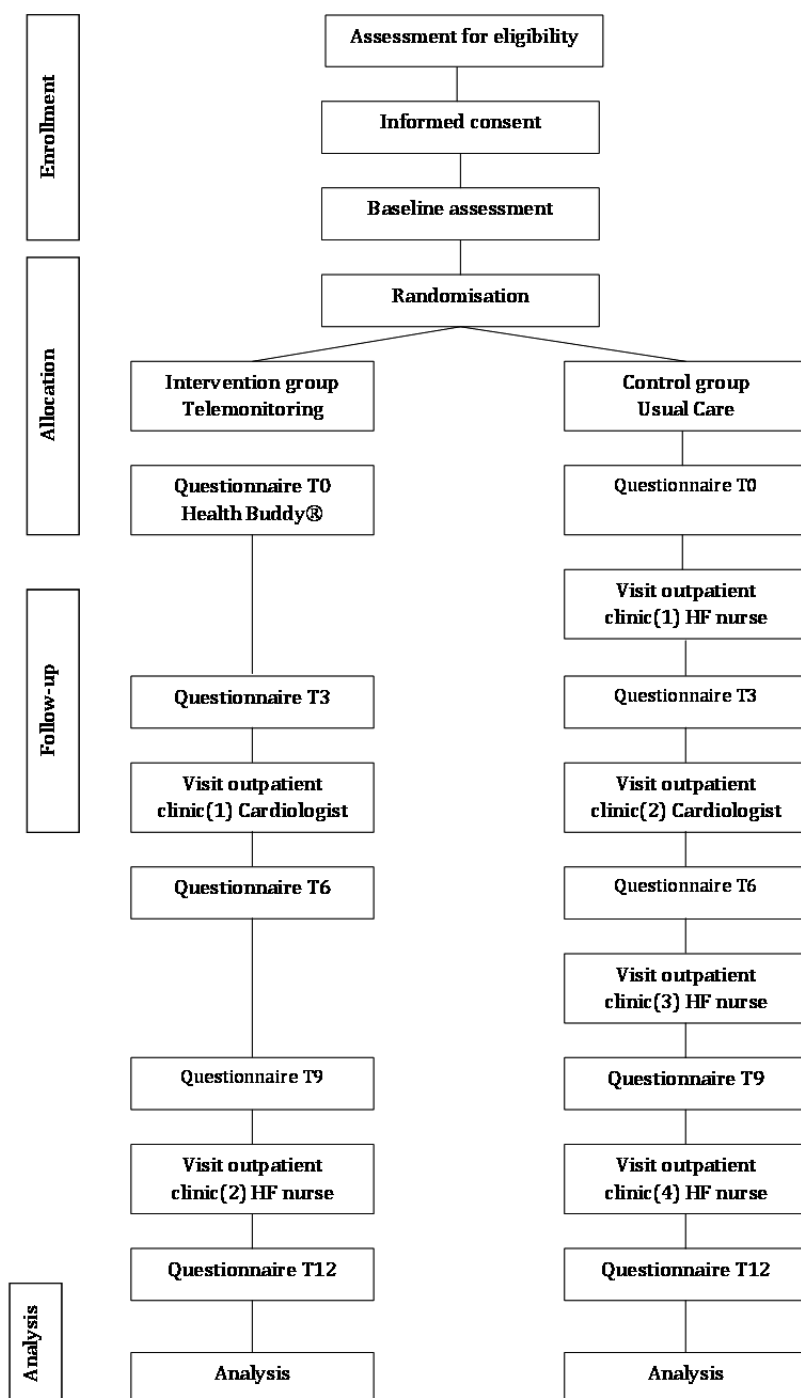 Enrollment
Assessment for eligibility
Informed consent
Baseline assessment
Allocation
Randomisation
Intervention group
Telemonitoring
Control group
Usual Care
Questionnaire T0
Health Buddy®
Questionnaire T0
Follow-up
Visit outpatient
clinic(1) HF nurse
Questionnaire T3
Questionnaire T3
Visit outpatient
clinic(1) Cardiologist
Visit outpatient
clinic(2) Cardiologist
Questionnaire T6
Questionnaire T6
Visit outpatient
clinic(3) HF nurse
Questionnaire T9
Questionnaire T9
Visit outpatient
clinic(2) HF nurse
Visit outpatient
clinic(4) HF nurse
Questionnaire T12
Questionnaire T12
Analysis
Analysis
Analysis